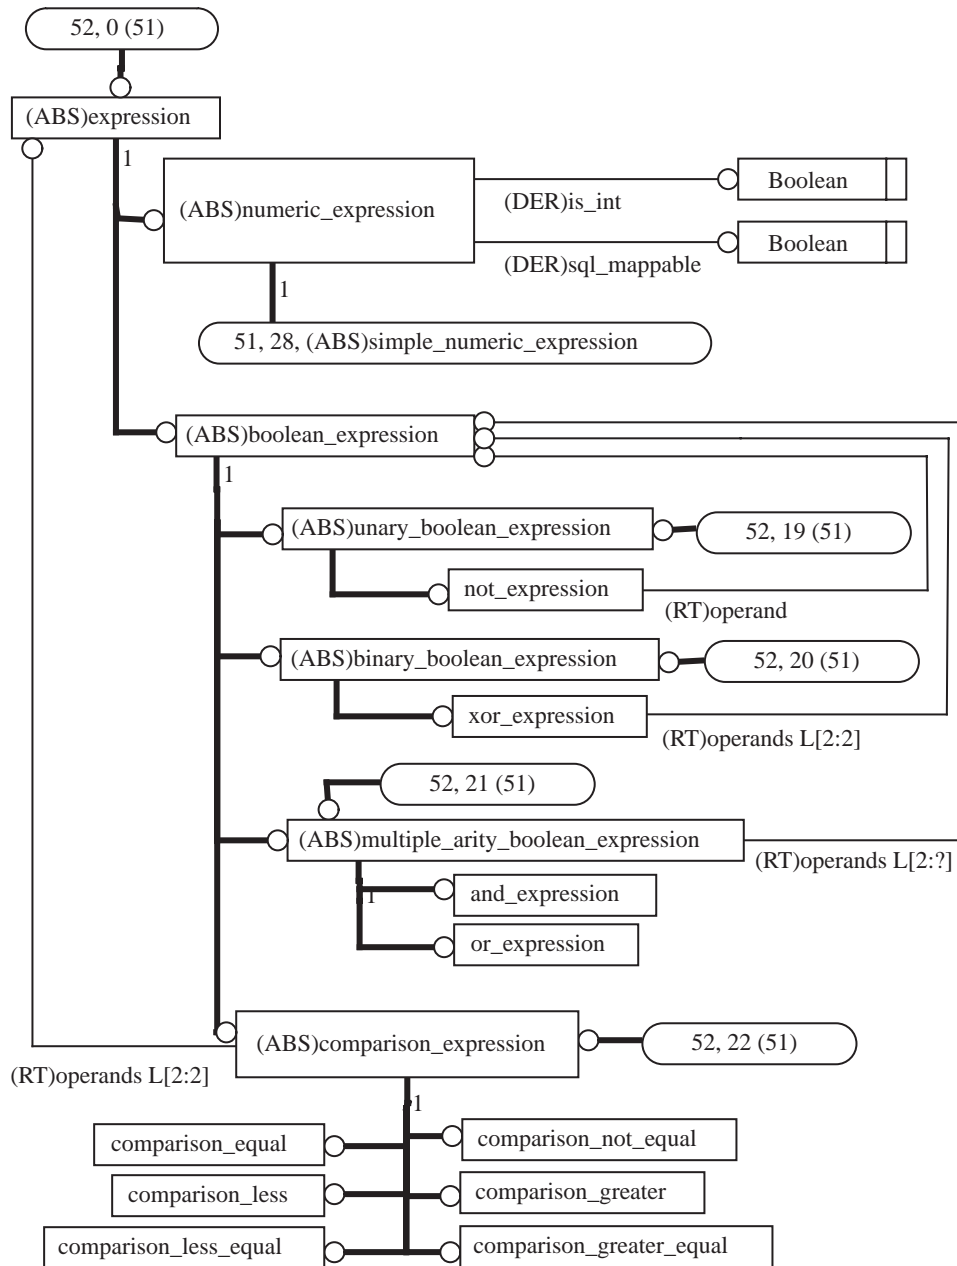 52, 0 (51)
(ABS)expression
1
(ABS)numeric_expression
(DER)is_int
Boolean
(DER)sql_mappable
Boolean
1
51, 28, (ABS)simple_numeric_expression
(ABS)boolean_expression
1
(ABS)unary_boolean_expression
52, 19 (51)
not_expression
(RT)operand
(ABS)binary_boolean_expression
52, 20 (51)
xor_expression
(RT)operands L[2:2]
52, 21 (51)
(ABS)multiple_arity_boolean_expression
(RT)operands L[2:?]
1
and_expression
or_expression
(ABS)comparison_expression
52, 22 (51)
(RT)operands L[2:2]
1
comparison_equal
comparison_not_equal
comparison_less
comparison_greater
comparison_less_equal
comparison_greater_equal